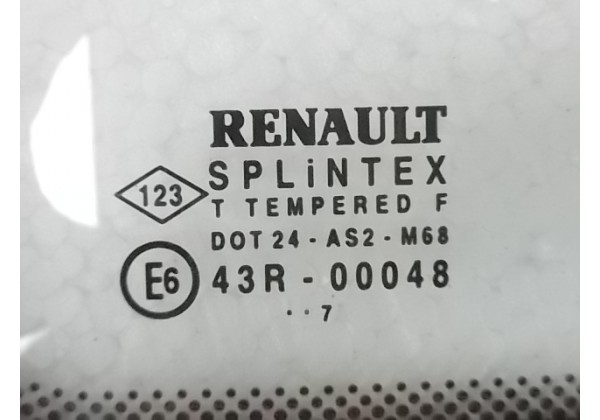 RENAULT
123 SPLiNTEX
T TEMPERED F
DOT 24 - AS2 - M68
E6 43R - 00048
. . 7